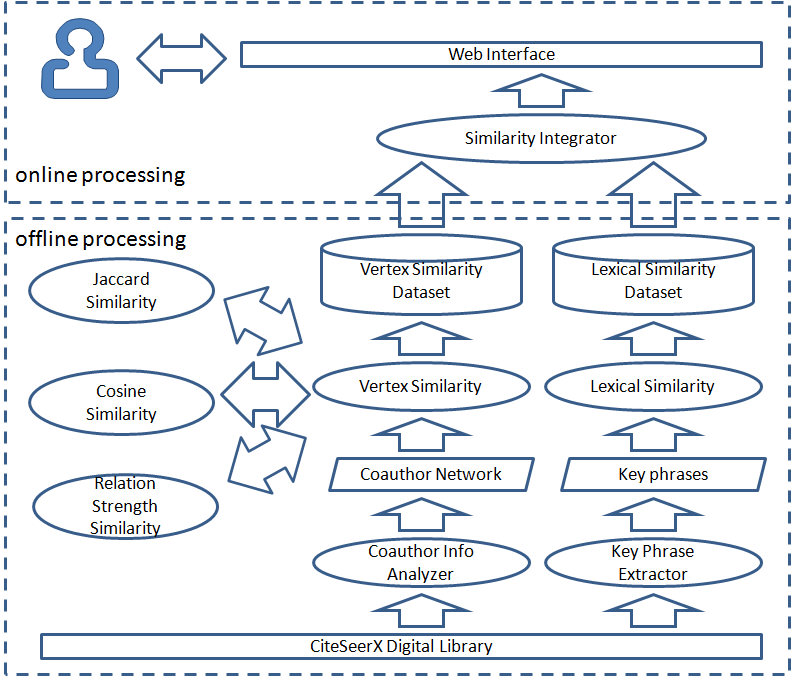 Web Interface
Similarity Integrator
online processing
offline processing
Jaccard
Similarity
Vertex Similarity
Dataset
Lexical Similarity
Dataset
Cosine
Similarity
Vertex Similarity
Lexical Similarity
Relation
Strength
Similarity
Coauthor Network
Key phrases
Coauthor Info
Analyzer
Key Phrase
Extractor
CiteSeerX Digital Library